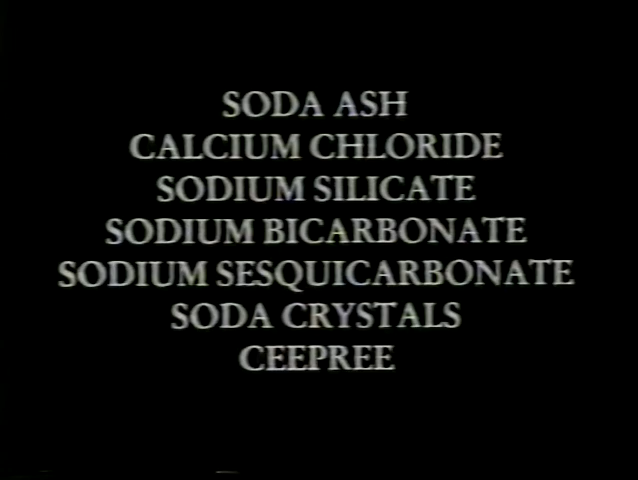 SODA ASH
CALCIUM CHLORIDE
SODIUM SILICATE
SODIUM BICARBONATE
SODIUM SESQUICARBONATE
SODA CRYSTALS
CEEPREE